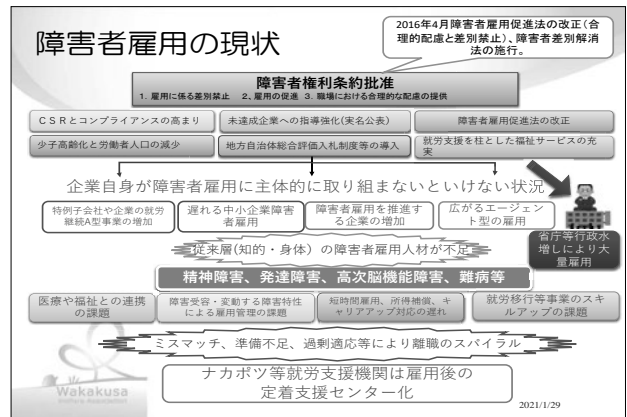 障害者雇用の現状
2016年4月障害者雇用促進法の改正(合
理的配慮と差別禁止)、障害者差別解消
法の施行。
障害者権利条約批准
1. 雇用に係る差別禁止 2、雇用の促進 3. 職場における合理的な配慮の提供
CSRとコンプライアンスの高まり
未達成企業への指導強化(実名公表)
障害者雇用促進法の改正
少子高齢化と労働者人口の減少
地方自治体総合評価入札制度等の導入
就労支援を柱とした福祉サービスの充
実
企業自身が障害者雇用に主体的に取り組まないといけない状況
特例子会社や企業の就労
継続A型事業の増加
遅れる中小企業障害
者雇用
障害者雇用を推進す
る企業の増加
広がるエージェン
ト型の雇用
省庁等行政水
増しにより大
量雇用
従来層(知的・身体)の障害者雇用人材が不足
精神障害、発達障害、高次脳機能障害、難病等
医療や福祉との連携
の課題
障害受容・変動する障害特性
による雇用管理の課題
短時間雇用、所得補償、キ
ャリアアップ対応の遅れ
就労移行等事業のスキ
ルアップの課題
ミスマッチ、準備不足、過剰適応等により離職のスパイラル
ナカポツ等就労支援機関は雇用後の
定着支援センター化
Wakakusa
2021/1/29